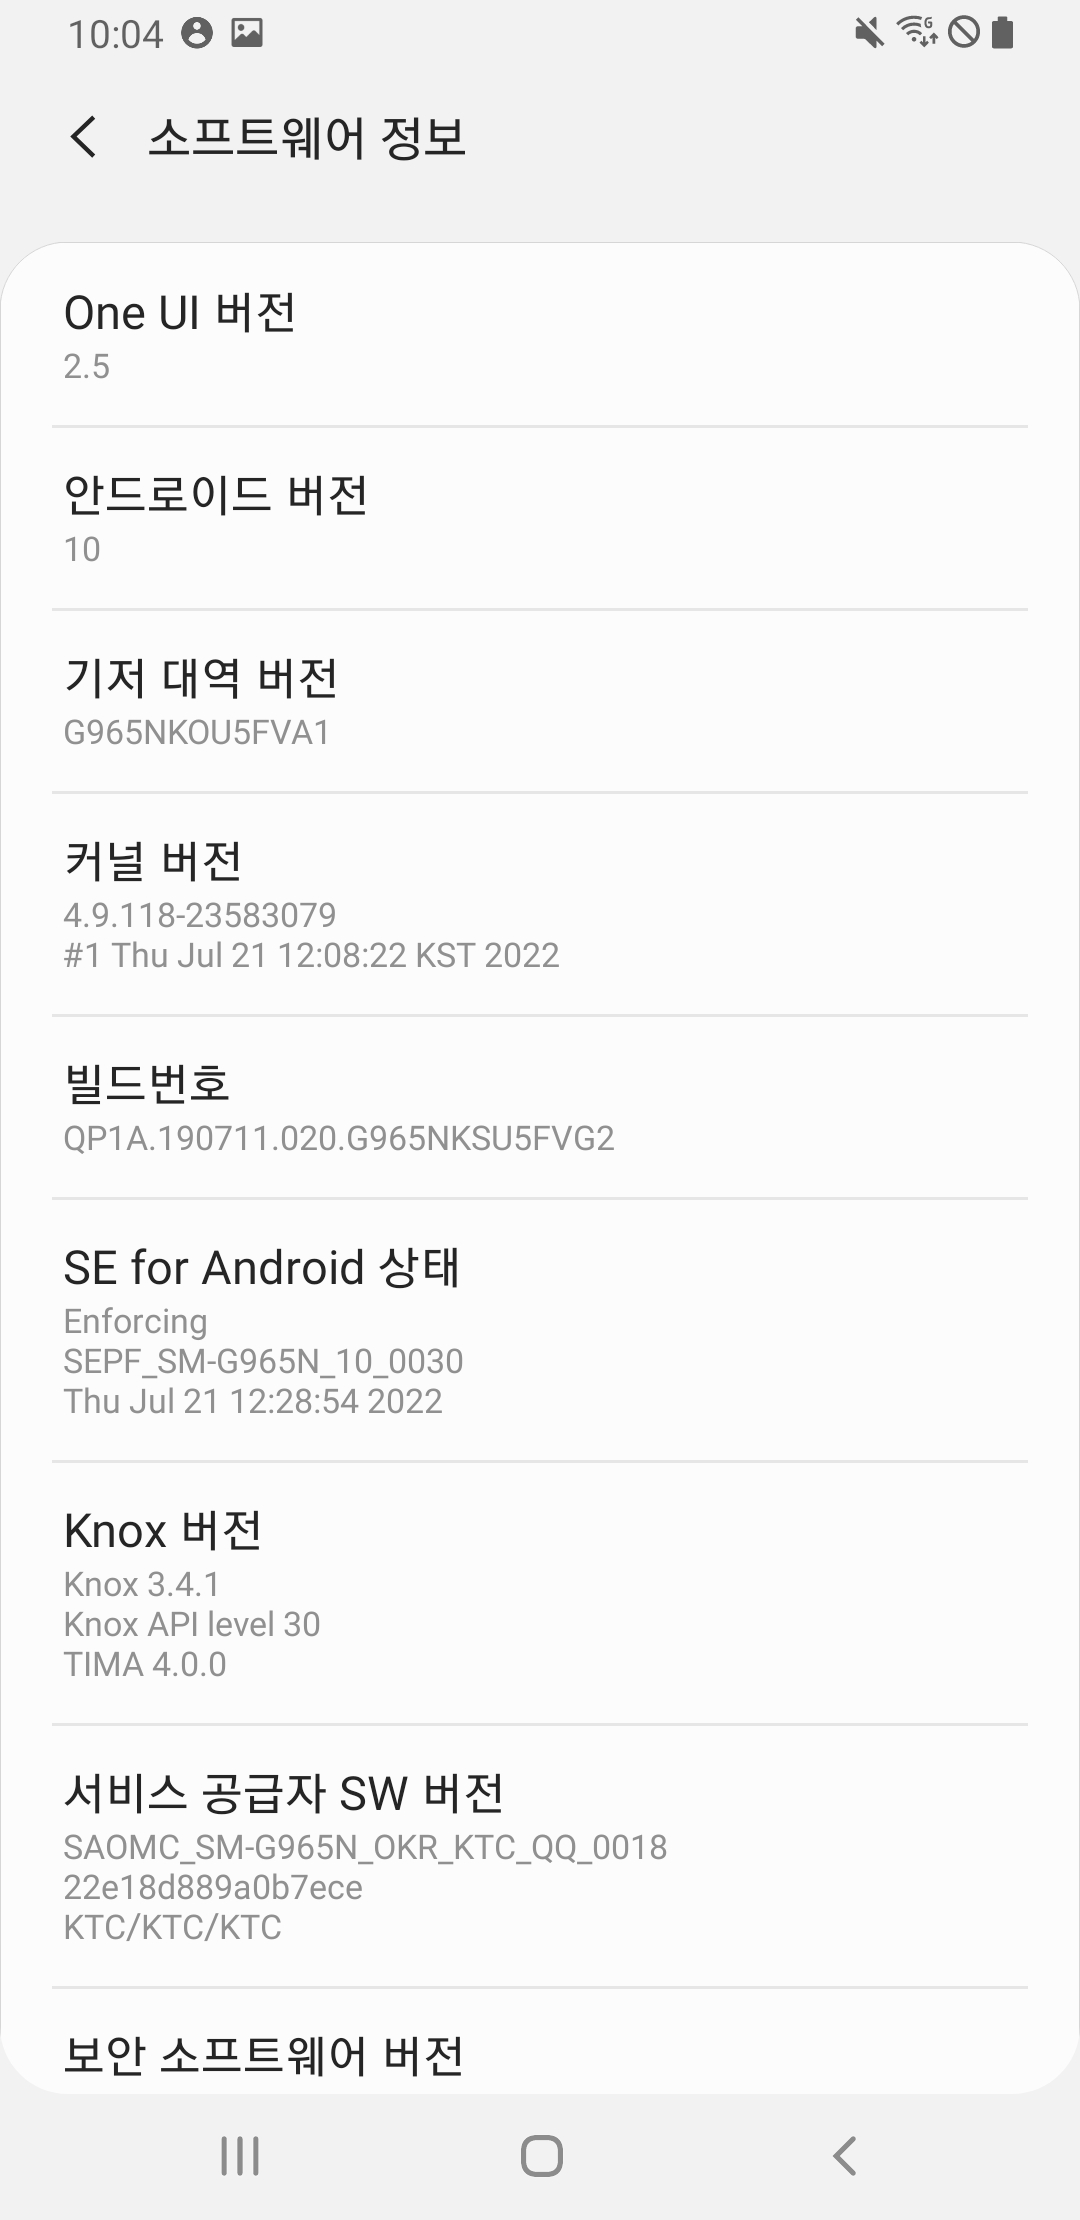 10:04
소프트웨어 정보
One UI 버전
2.5
안드로이드 버전
10
기저 대역 버전
G965NKOU5FVA1
커널 버전
4.9.118-23583079
#1 Thu Jul 21 12:08:22 KST 2022
빌드번호
QP1A.190711.020.G965NKSU5FVG2
SE for Android 상태
Enforcing
SEPF_SM-G965N_10_0030
Thu Jul 21 12:28:54 2022
Knox 버전
Knox 3.4.1
Knox API level 30
TIMA 4.0.0
서비스 공급자 SW 버전
SAOMC_SM-G965N_OKR_KTC_QQ_0018
22e18d889a0b7ece
KTC/KTC/KTC
보안 소프트웨어 버전